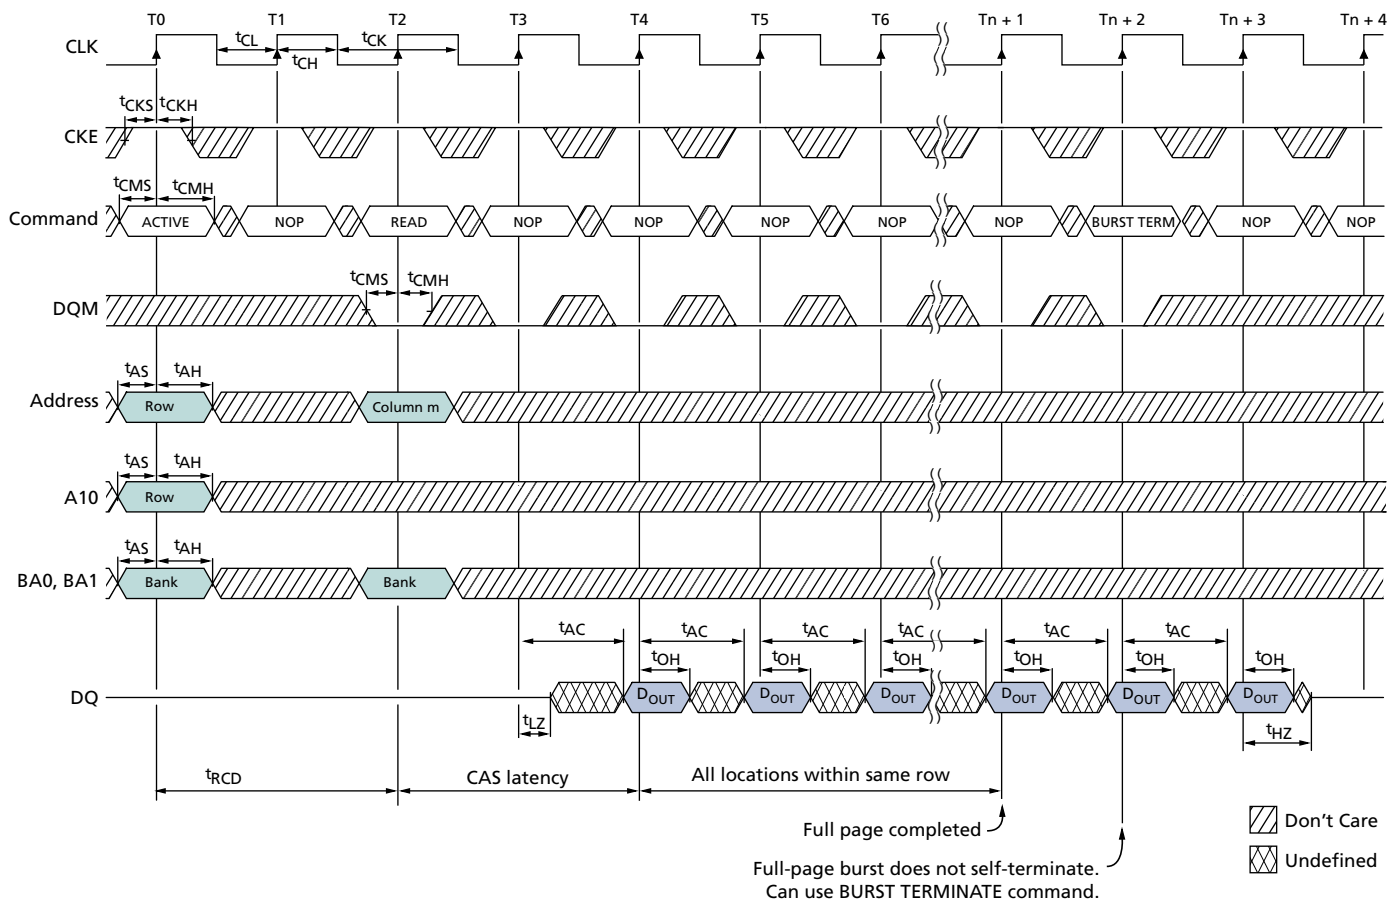 T0 T1 T2 T3 T4 T5 T6 Tn + 1 Tn + 2 Tn + 3 Tn + 4
CLK
tCL tCK
tCH
tCKS tCKH
CKE
tCMS tCMH
Command ACTIVE NOP READ NOP NOP NOP NOP NOP BURST TERM NOP NOP
tCMS tCMH
DQM
tAS tAH
Address Row Column m
tAS tAH
A10 Row
tAS tAH
BA0, BA1 Bank Bank
tAC tAC tAC tAC tAC tAC
tOH tOH tOH tOH tOH tOH
DQ DOUT DOUT DOUT DOUT DOUT DOUT
tLZ tHZ
tRCD CAS latency All locations within same row
Full page completed
Don't Care
Undefined
Full-page burst does not self-terminate.
Can use BURST TERMINATE command.